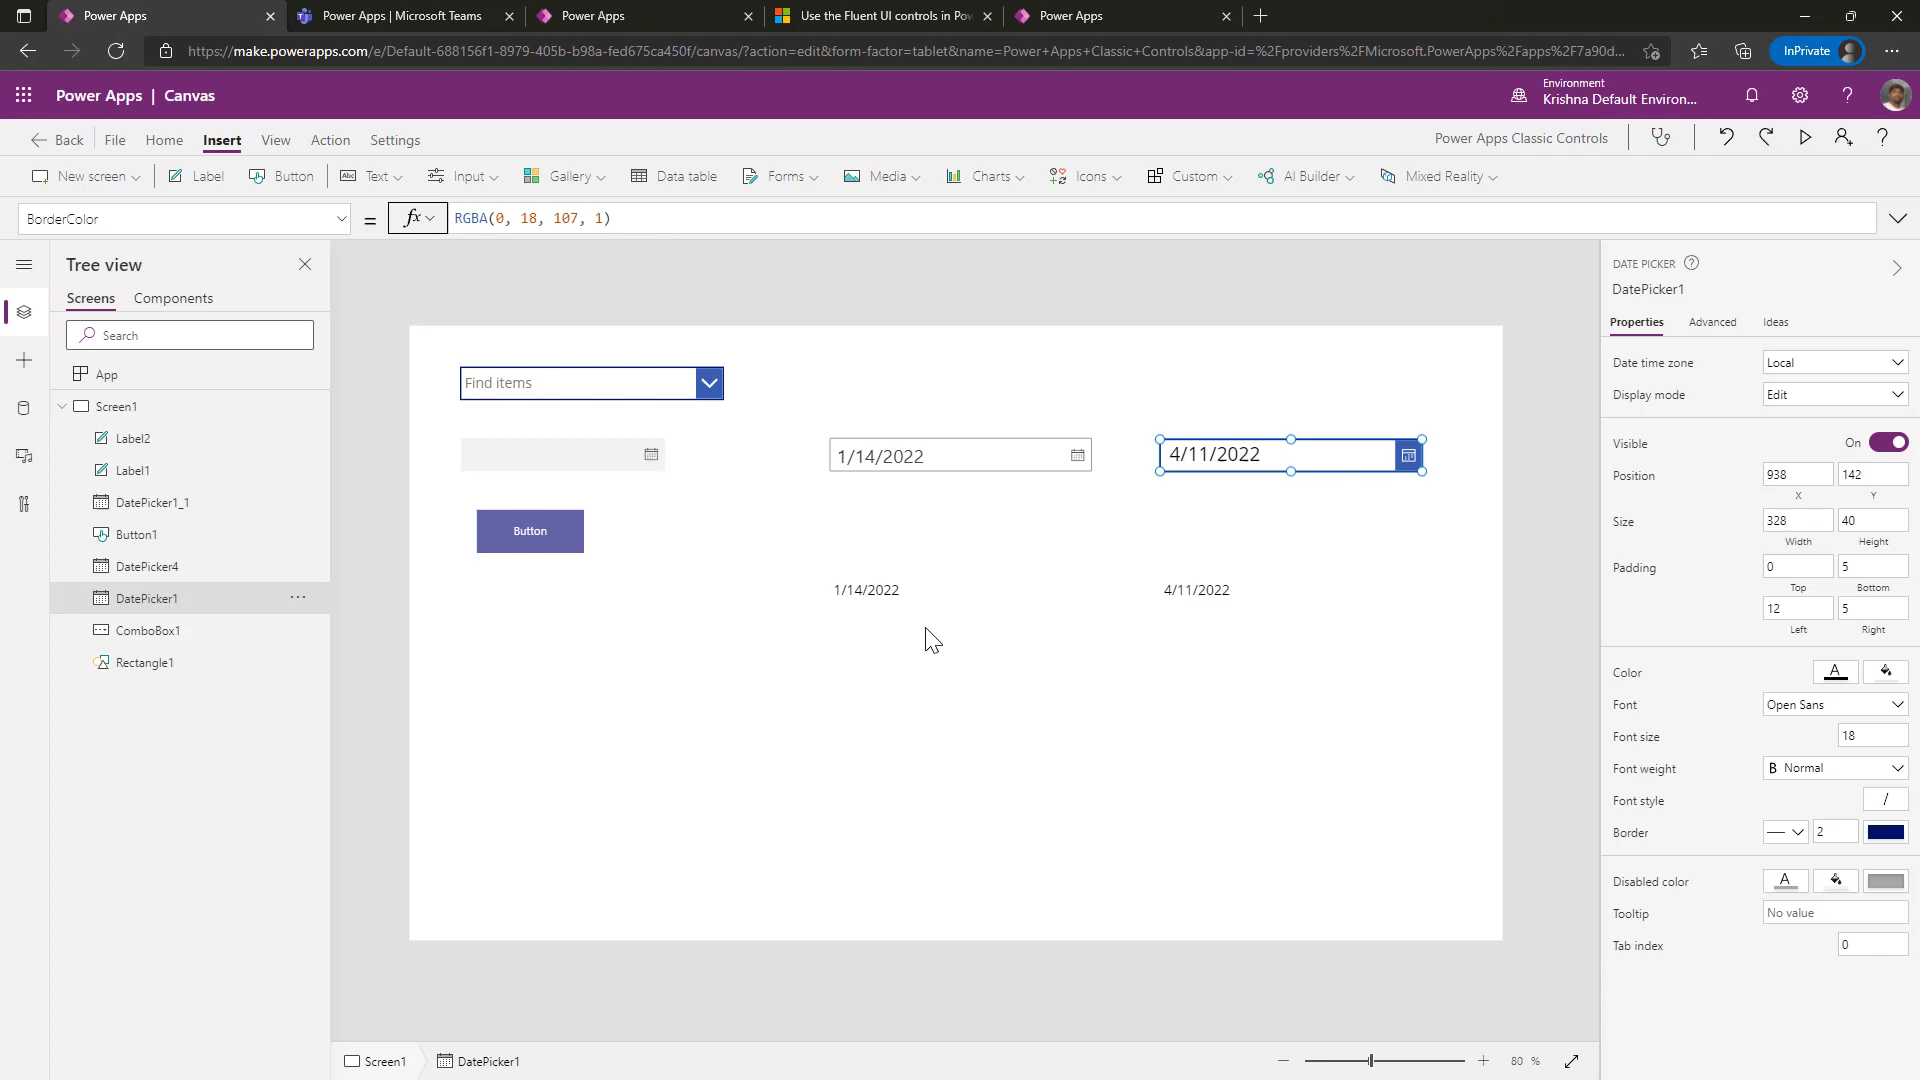 Power Apps
Power Apps | Microsoft Teams
Power Apps
Use the Fluent UI controls in Pow
Power Apps
https://make.powerapps.com/e/Default-688156f1-8979-405b-b98a-fed675ca450f/canvas/?action=edit&form-factor=tablet&name=Power+Apps+Classic+Controls&app-id=%2Fproviders%2FMicrosoft.PowerApps%2Fapps%2F7a90d...
InPrivate
Power Apps | Canvas
Environment
Krishna Default Environ...
?
Back
File
Home
Insert
View
Action
Settings
Power Apps Classic Controls
?
New screen
Label
Button
Abc
Text
Input
Gallery
Data table
Forms
Media
Charts
Icons
Custom
AI Builder
Mixed Reality
BorderColor
=
fx
RGBA(0, 18, 107, 1)
Tree view
Screens
Components
Search
App
Screen1
Label2
Label1
DatePicker1_1
Button1
DatePicker4
DatePicker1
...
ComboBox1
Rectangle1
Find items
1/14/2022
4/11/2022
Button
1/14/2022
4/11/2022
DATE PICKER ?
DatePicker1
Properties
Advanced
Ideas
Date time zone
Local
Display mode
Edit
Visible
On
Position
938
142
X
Y
Size
328
40
Width
Height
Padding
0
5
Top
Bottom
12
5
Left
Right
Color
A
Font
Open Sans
Font size
18
Font weight
B Normal
Font style
/
Border
2
Disabled color
A
Tooltip
No value
Tab index
0
Screen1
DatePicker1
80 %